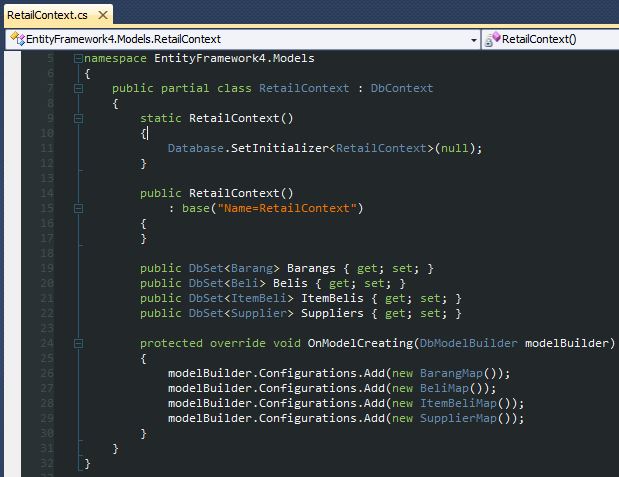 RetailContext.cs
EntityFramework4.Models.RetailContext RetailContext()
5 namespace EntityFramework4.Models
6 {
7 public partial class RetailContext : DbContext
8 {
9 static RetailContext()
10 {
11 Database.SetInitializer<RetailContext>(null);
12 }
13
14 public RetailContext()
15 : base("Name=RetailContext")
16 {
17 }
18
19 public DbSet<Barang> Barangs { get; set; }
20 public DbSet<Beli> Belis { get; set; }
21 public DbSet<ItemBeli> ItemBelis { get; set; }
22 public DbSet<Supplier> Suppliers { get; set; }
23
24 protected override void OnModelCreating(DbModelBuilder modelBuilder)
25 {
26 modelBuilder.Configurations.Add(new BarangMap());
27 modelBuilder.Configurations.Add(new BeliMap());
28 modelBuilder.Configurations.Add(new ItemBeliMap());
29 modelBuilder.Configurations.Add(new SupplierMap());
30 }
31 }
32 }